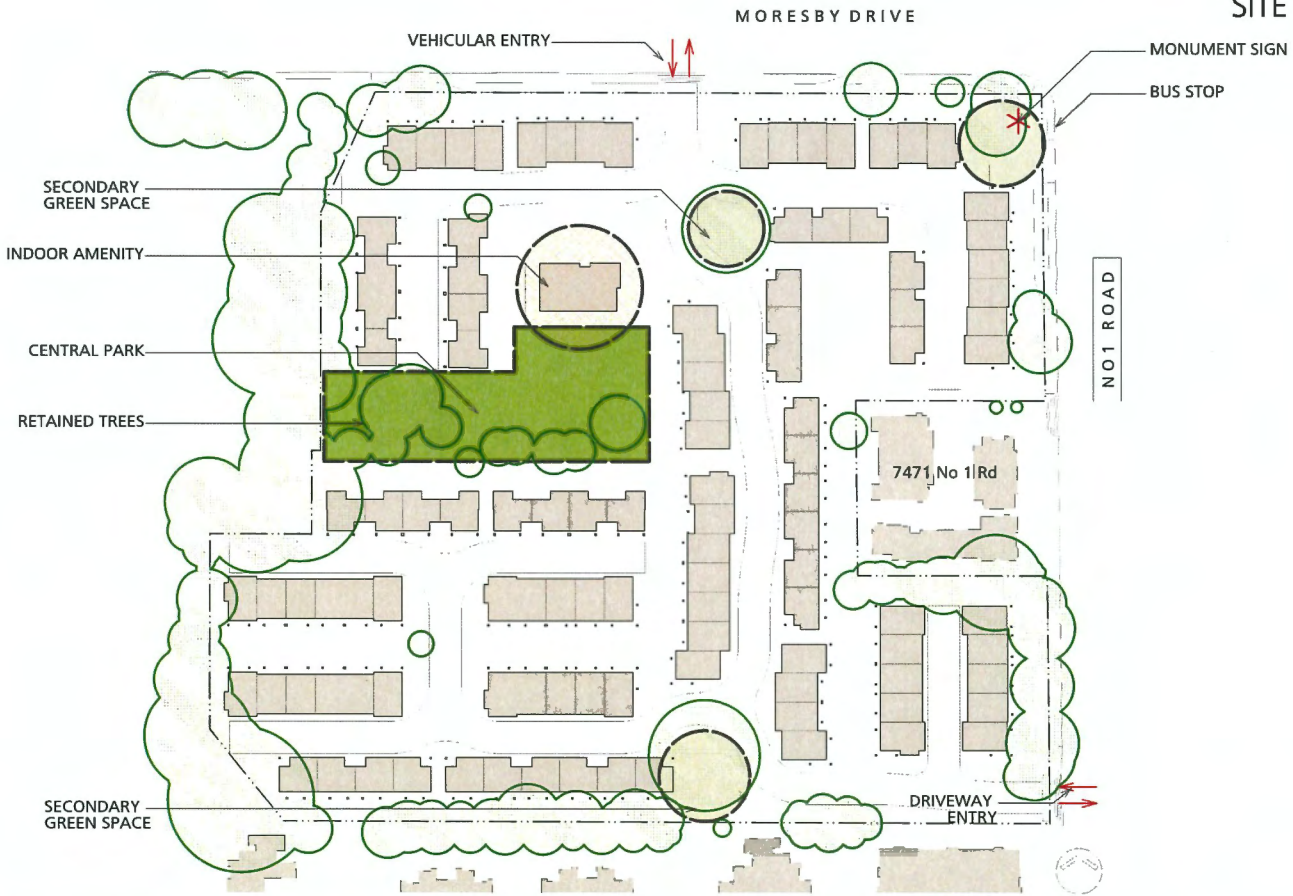 SITE
MORESBY DRIVE
VEHICULAR ENTRY
MONUMENT SIGN
BUS STOP
SECONDARY
GREEN SPACE
INDOOR AMENITY
NO1 ROAD
CENTRAL PARK
RETAINED TREES
7471 No 1 Rd
SECONDARY
GREEN SPACE
DRIVEWAY
ENTRY